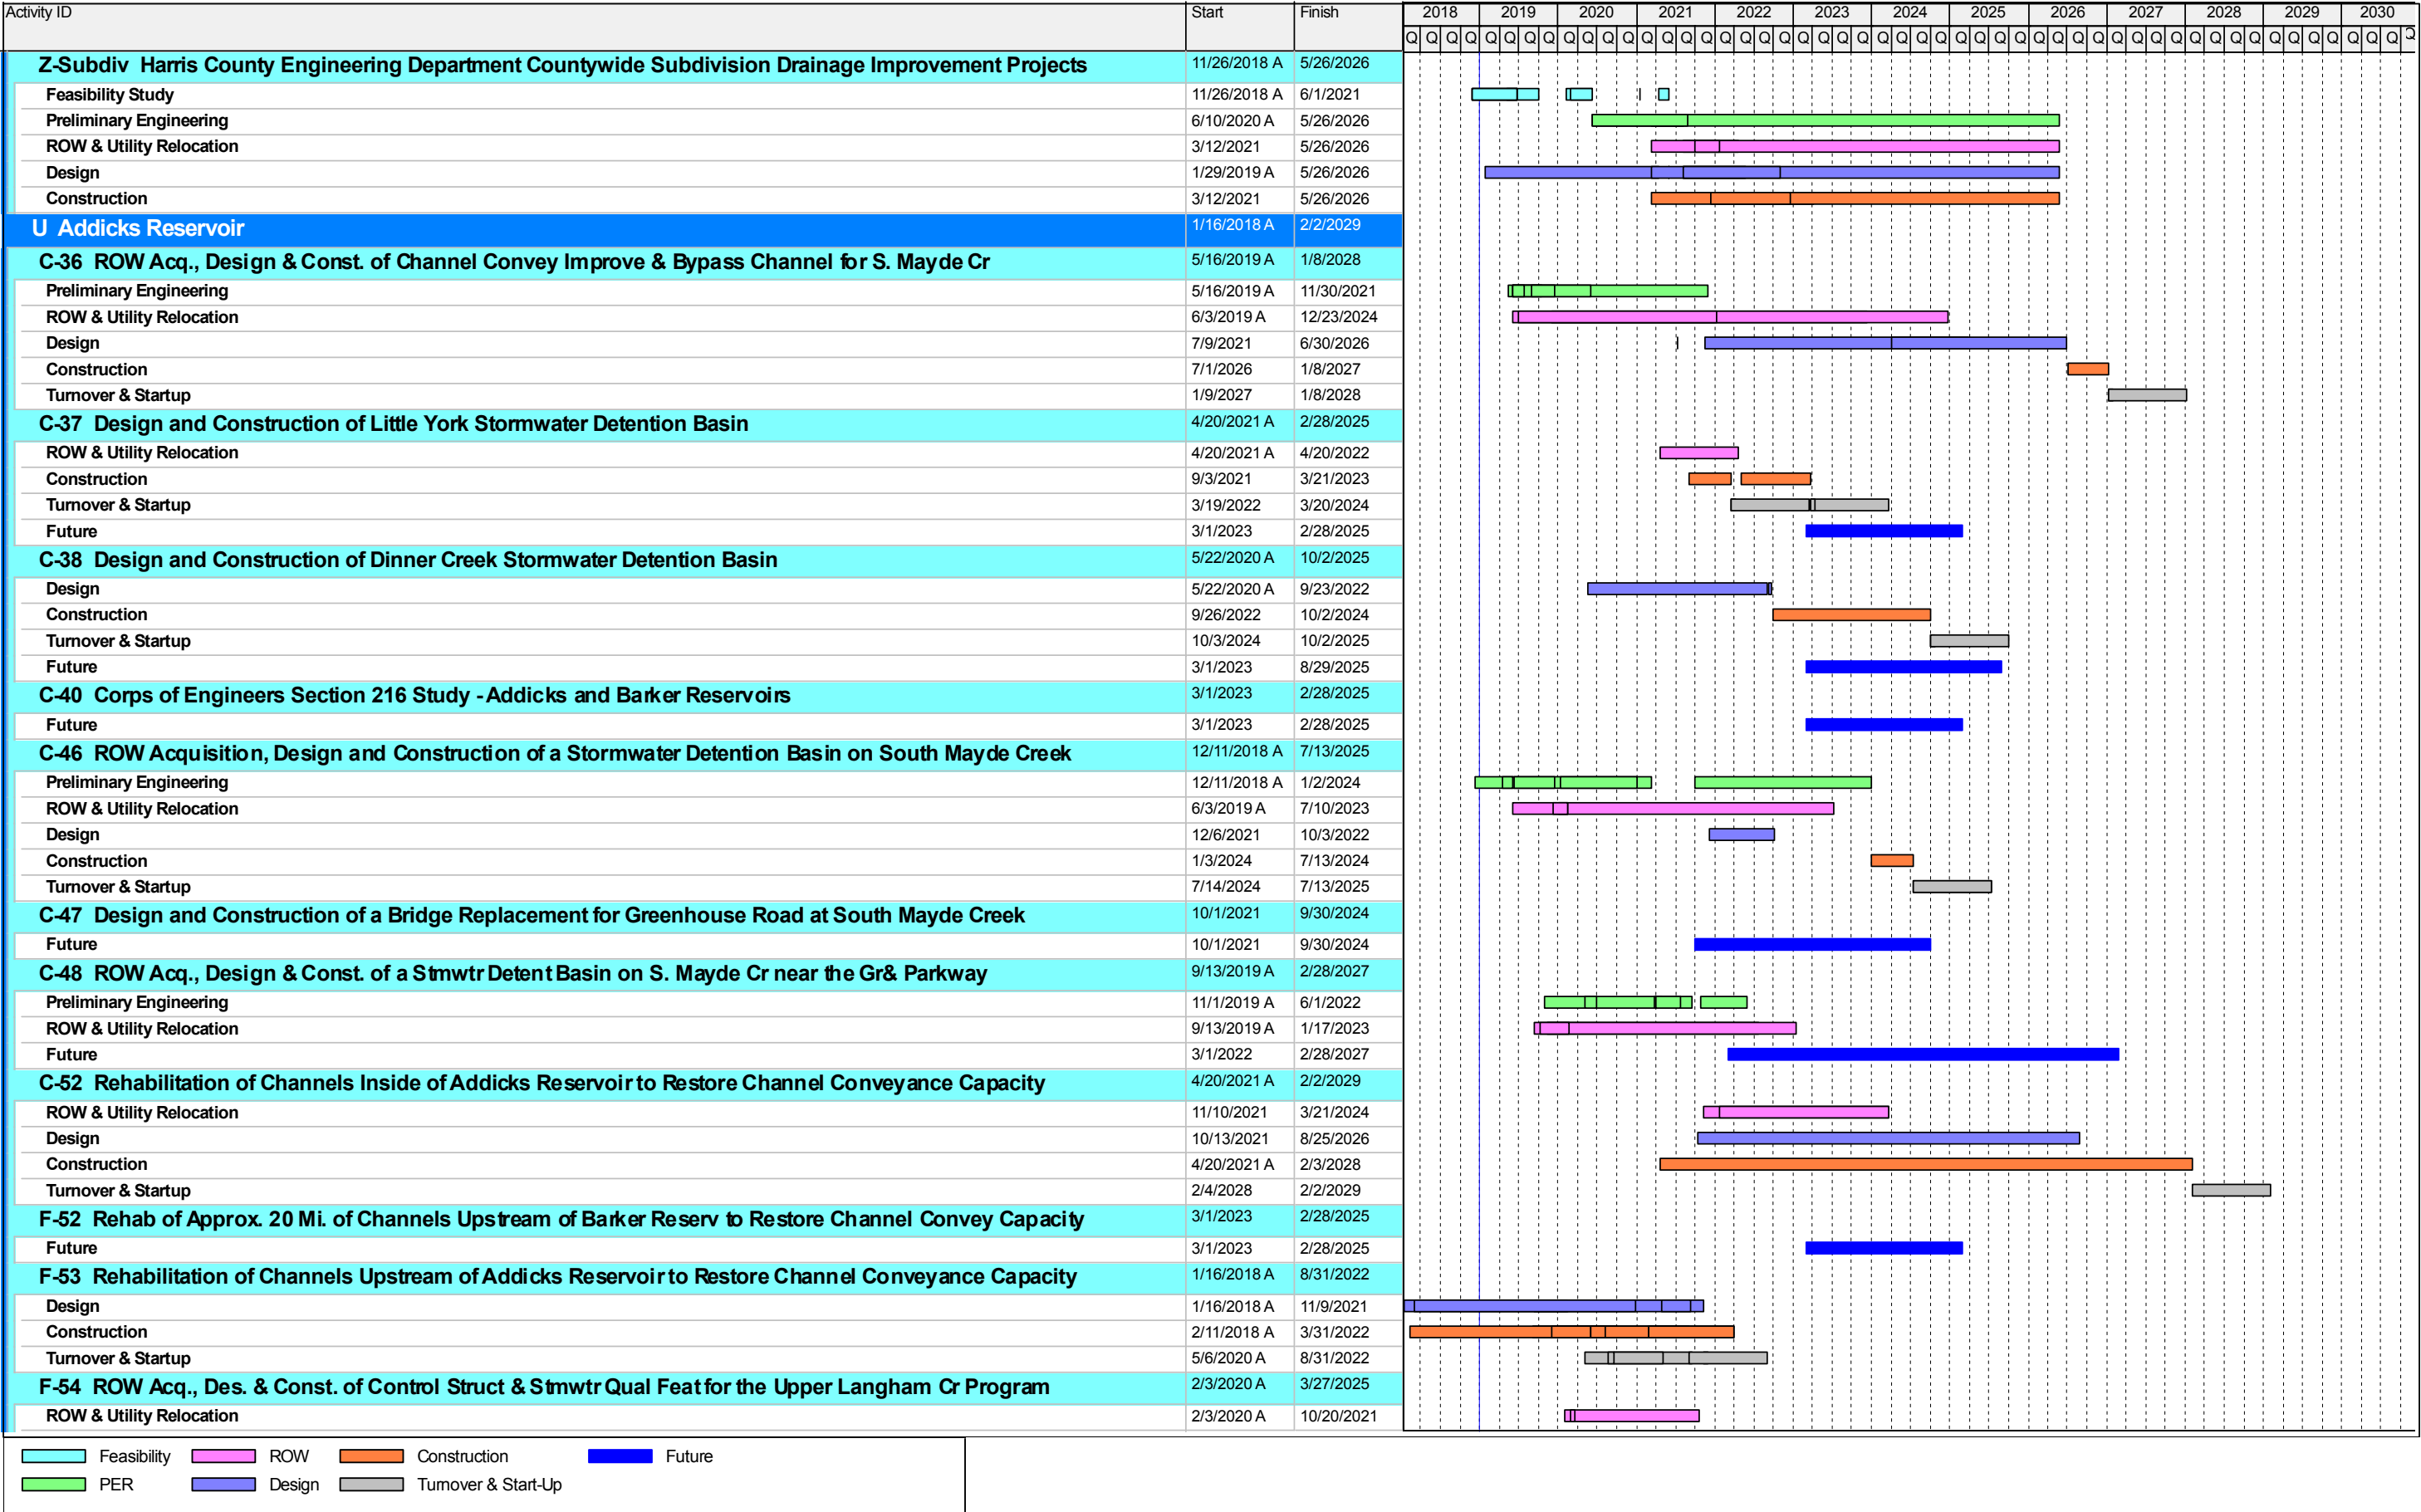 Activity ID Start Finish 2018 2019 2020 2021 2022 2023 2024 2025 2026 2027 2028 2029 2030
Q Q Q Q Q Q Q Q Q Q Q Q Q Q Q Q Q Q Q Q Q Q Q Q Q Q Q Q Q Q Q Q Q Q Q Q Q Q Q Q Q Q Q Q Q Q Q Q Q Q Q Q
Z-Subdiv Harris County Engineering Department Countywide Subdivision Drainage Improvement Projects 11/26/2018 A 5/26/2026
Feasibility Study 11/26/2018 A 6/1/2021
Preliminary Engineering 6/10/2020 A 5/26/2026
ROW & Utility Relocation 3/12/2021 5/26/2026
Design 1/29/2019 A 5/26/2026
Construction 3/12/2021 5/26/2026
U Addicks Reservoir 1/16/2018 A 2/2/2029
C-36 ROW Acq., Design & Const. of Channel Convey Improve & Bypass Channel for S. Mayde Cr 5/16/2019 A 1/8/2028
Preliminary Engineering 5/16/2019 A 11/30/2021
ROW & Utility Relocation 6/3/2019 A 12/23/2024
Design 7/9/2021 6/30/2026
Construction 7/1/2026 1/8/2027
Turnover & Startup 1/9/2027 1/8/2028
C-37 Design and Construction of Little York Stormwater Detention Basin 4/20/2021 A 2/28/2025
ROW & Utility Relocation 4/20/2021 A 4/20/2022
Construction 9/3/2021 3/21/2023
Turnover & Startup 3/19/2022 3/20/2024
Future 3/1/2023 2/28/2025
C-38 Design and Construction of Dinner Creek Stormwater Detention Basin 5/22/2020 A 10/2/2025
Design 5/22/2020 A 9/23/2022
Construction 9/26/2022 10/2/2024
Turnover & Startup 10/3/2024 10/2/2025
Future 3/1/2023 8/29/2025
C-40 Corps of Engineers Section 216 Study - Addicks and Barker Reservoirs 3/1/2023 2/28/2025
Future 3/1/2023 2/28/2025
C-46 ROW Acquisition, Design and Construction of a Stormwater Detention Basin on South Mayde Creek 12/11/2018 A 7/13/2025
Preliminary Engineering 12/11/2018 A 1/2/2024
ROW & Utility Relocation 6/3/2019 A 7/10/2023
Design 12/6/2021 10/3/2022
Construction 1/3/2024 7/13/2024
Turnover & Startup 7/14/2024 7/13/2025
C-47 Design and Construction of a Bridge Replacement for Greenhouse Road at South Mayde Creek 10/1/2021 9/30/2024
Future 10/1/2021 9/30/2024
C-48 ROW Acq., Design & Const. of a Stmwtr Detent Basin on S. Mayde Cr near the Gr& Parkway 9/13/2019 A 2/28/2027
Preliminary Engineering 11/1/2019 A 6/1/2022
ROW & Utility Relocation 9/13/2019 A 1/17/2023
Future 3/1/2022 2/28/2027
C-52 Rehabilitation of Channels Inside of Addicks Reservoir to Restore Channel Conveyance Capacity 4/20/2021 A 2/2/2029
ROW & Utility Relocation 11/10/2021 3/21/2024
Design 10/13/2021 8/25/2026
Construction 4/20/2021 A 2/3/2028
Turnover & Startup 2/4/2028 2/2/2029
F-52 Rehab of Approx. 20 Mi. of Channels Upstream of Barker Reserv to Restore Channel Convey Capacity 3/1/2023 2/28/2025
Future 3/1/2023 2/28/2025
F-53 Rehabilitation of Channels Upstream of Addicks Reservoir to Restore Channel Conveyance Capacity 1/16/2018 A 8/31/2022
Design 1/16/2018 A 11/9/2021
Construction 2/11/2018 A 3/31/2022
Turnover & Startup 5/6/2020 A 8/31/2022
F-54 ROW Acq., Des. & Const. of Control Struct & Stmwtr Qual Feat for the Upper Langham Cr Program 2/3/2020 A 3/27/2025
ROW & Utility Relocation 2/3/2020 A 10/20/2021
Feasibility ROW Construction Future
PER Design Turnover & Start-Up